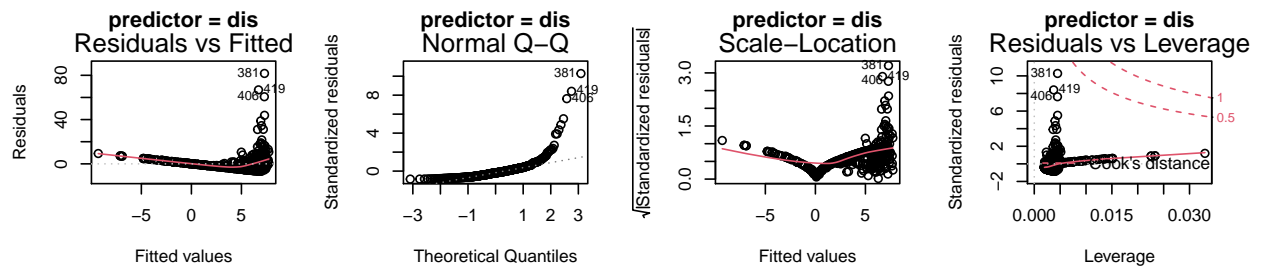 predictor = dis
Residuals vs Fitted
Residuals
80
40
0
381
419
406
−5
0
5
Fitted values
predictor = dis
Normal Q−Q
Standardized residuals
8
4
0
381
419
406
−3
−1
1
2
3
Theoretical Quantiles
predictor = dis
Scale−Location
√|Standardized residuals|
3.0
1.5
0.0
381
419
406
−5
0
5
Fitted values
predictor = dis
Residuals vs Leverage
Standardized residuals
10
6
2
−2
381
419
406
1
0.5
Cook's distance
0.000
0.015
0.030
Leverage